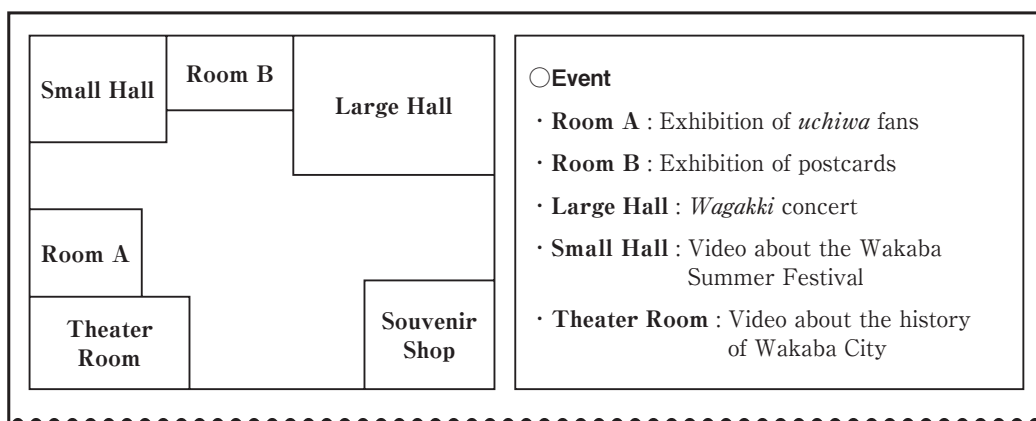 Small Hall
Room B
Large Hall
Room A
Theater
Room
Souvenir
Shop
○Event
・Room A : Exhibition of uchiwa fans
・Room B : Exhibition of postcards
・Large Hall : Wagakki concert
・Small Hall : Video about the Wakaba
Summer Festival
・Theater Room : Video about the history
of Wakaba City